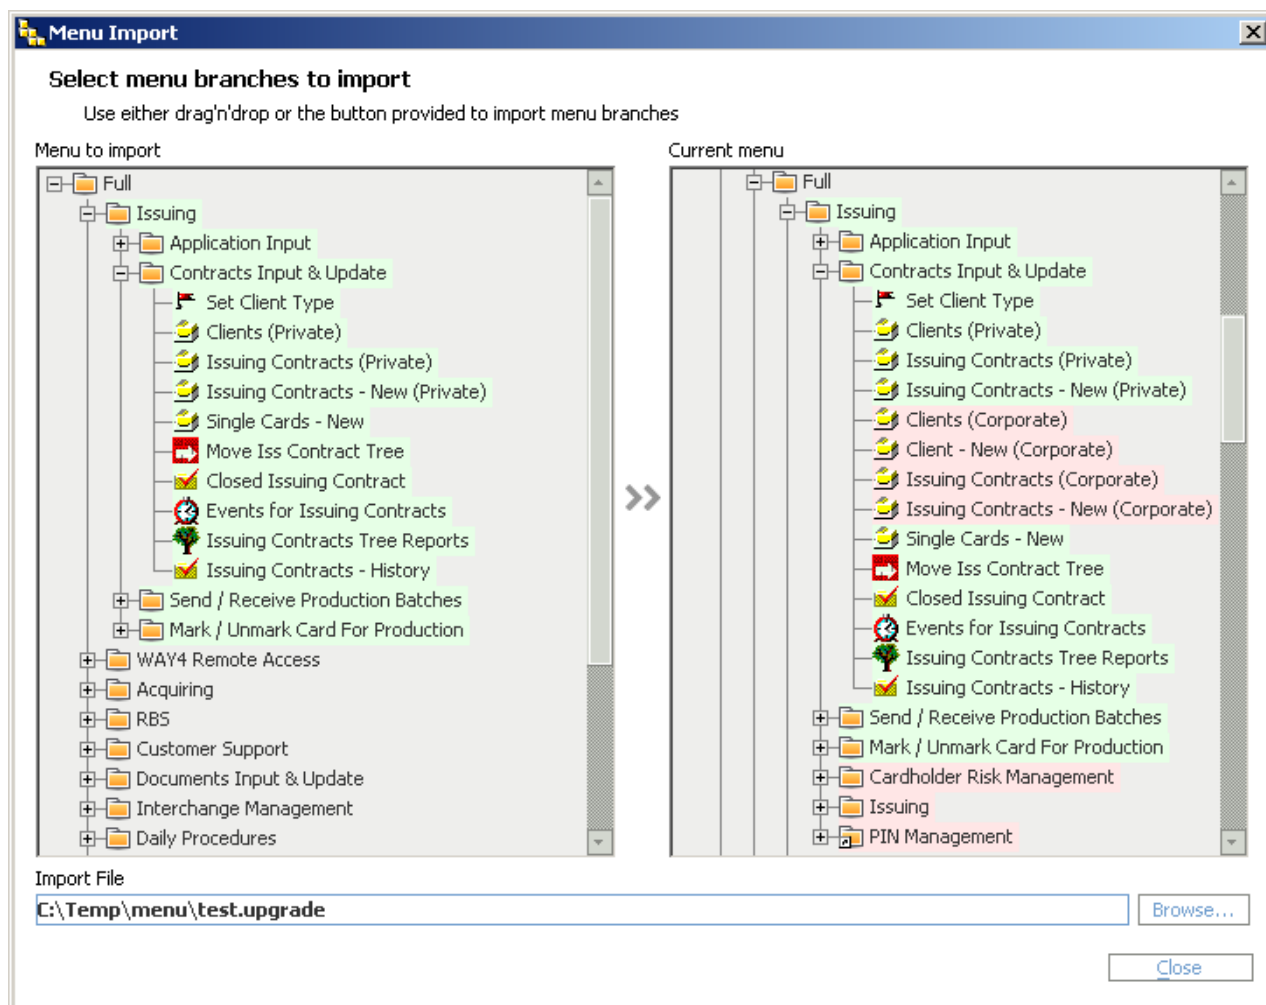 Menu Import
Select menu branches to import
Use either drag'n'drop or the button provided to import menu branches
Menu to import
Full
Issuing
Application Input
Contracts Input & Update
Set Client Type
Clients (Private)
Issuing Contracts (Private)
Issuing Contracts - New (Private)
Single Cards - New
Move Iss Contract Tree
Closed Issuing Contract
Events for Issuing Contracts
Issuing Contracts Tree Reports
Issuing Contracts - History
Send / Receive Production Batches
Mark / Unmark Card For Production
WAY4 Remote Access
Acquiring
RBS
Customer Support
Documents Input & Update
Interchange Management
Daily Procedures
Current menu
Full
Issuing
Application Input
Contracts Input & Update
Set Client Type
Clients (Private)
Issuing Contracts (Private)
Issuing Contracts - New (Private)
Clients (Corporate)
Client - New (Corporate)
Issuing Contracts (Corporate)
Issuing Contracts - New (Corporate)
Single Cards - New
Move Iss Contract Tree
Closed Issuing Contract
Events for Issuing Contracts
Issuing Contracts Tree Reports
Issuing Contracts - History
Send / Receive Production Batches
Mark / Unmark Card For Production
Cardholder Risk Management
Issuing
PIN Management
Import File
C:\Temp\menu\test.upgrade
Browse...
Close